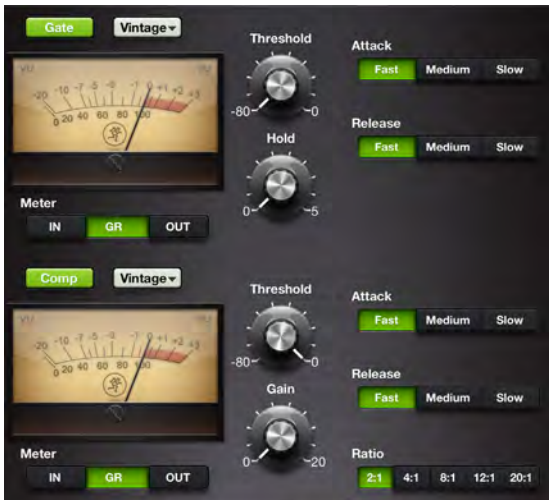 Gate Vintage
Threshold
-80 0
Hold
0 5
Attack
Fast Medium Slow
Release
Fast Medium Slow
VU VU
-20 -10 -7 -5 -3 -1 0 +1 +2 +3
0 20 40 60 80 100
Meter
IN GR OUT
Comp Vintage
Threshold
-80 0
Gain
0 20
Attack
Fast Medium Slow
Release
Fast Medium Slow
Ratio
2:1 4:1 8:1 12:1 20:1
VU VU
-20 -10 -7 -5 -3 -1 0 +1 +2 +3
0 20 40 60 80 100
Meter
IN GR OUT